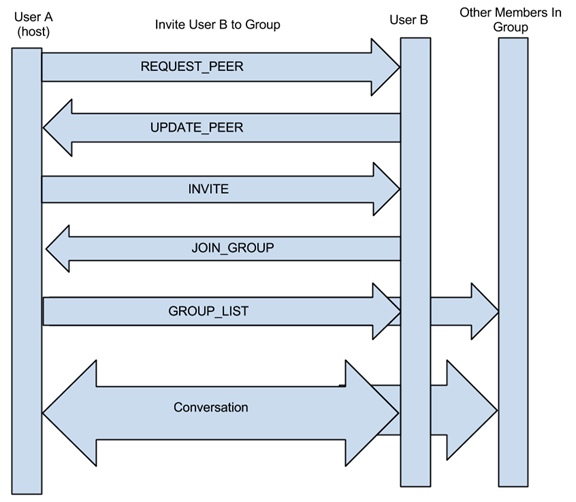 User A
(host)
Invite User B to Group
User B
Other Members In
Group
REQUEST_PEER
UPDATE_PEER
INVITE
JOIN_GROUP
GROUP_LIST
Conversation